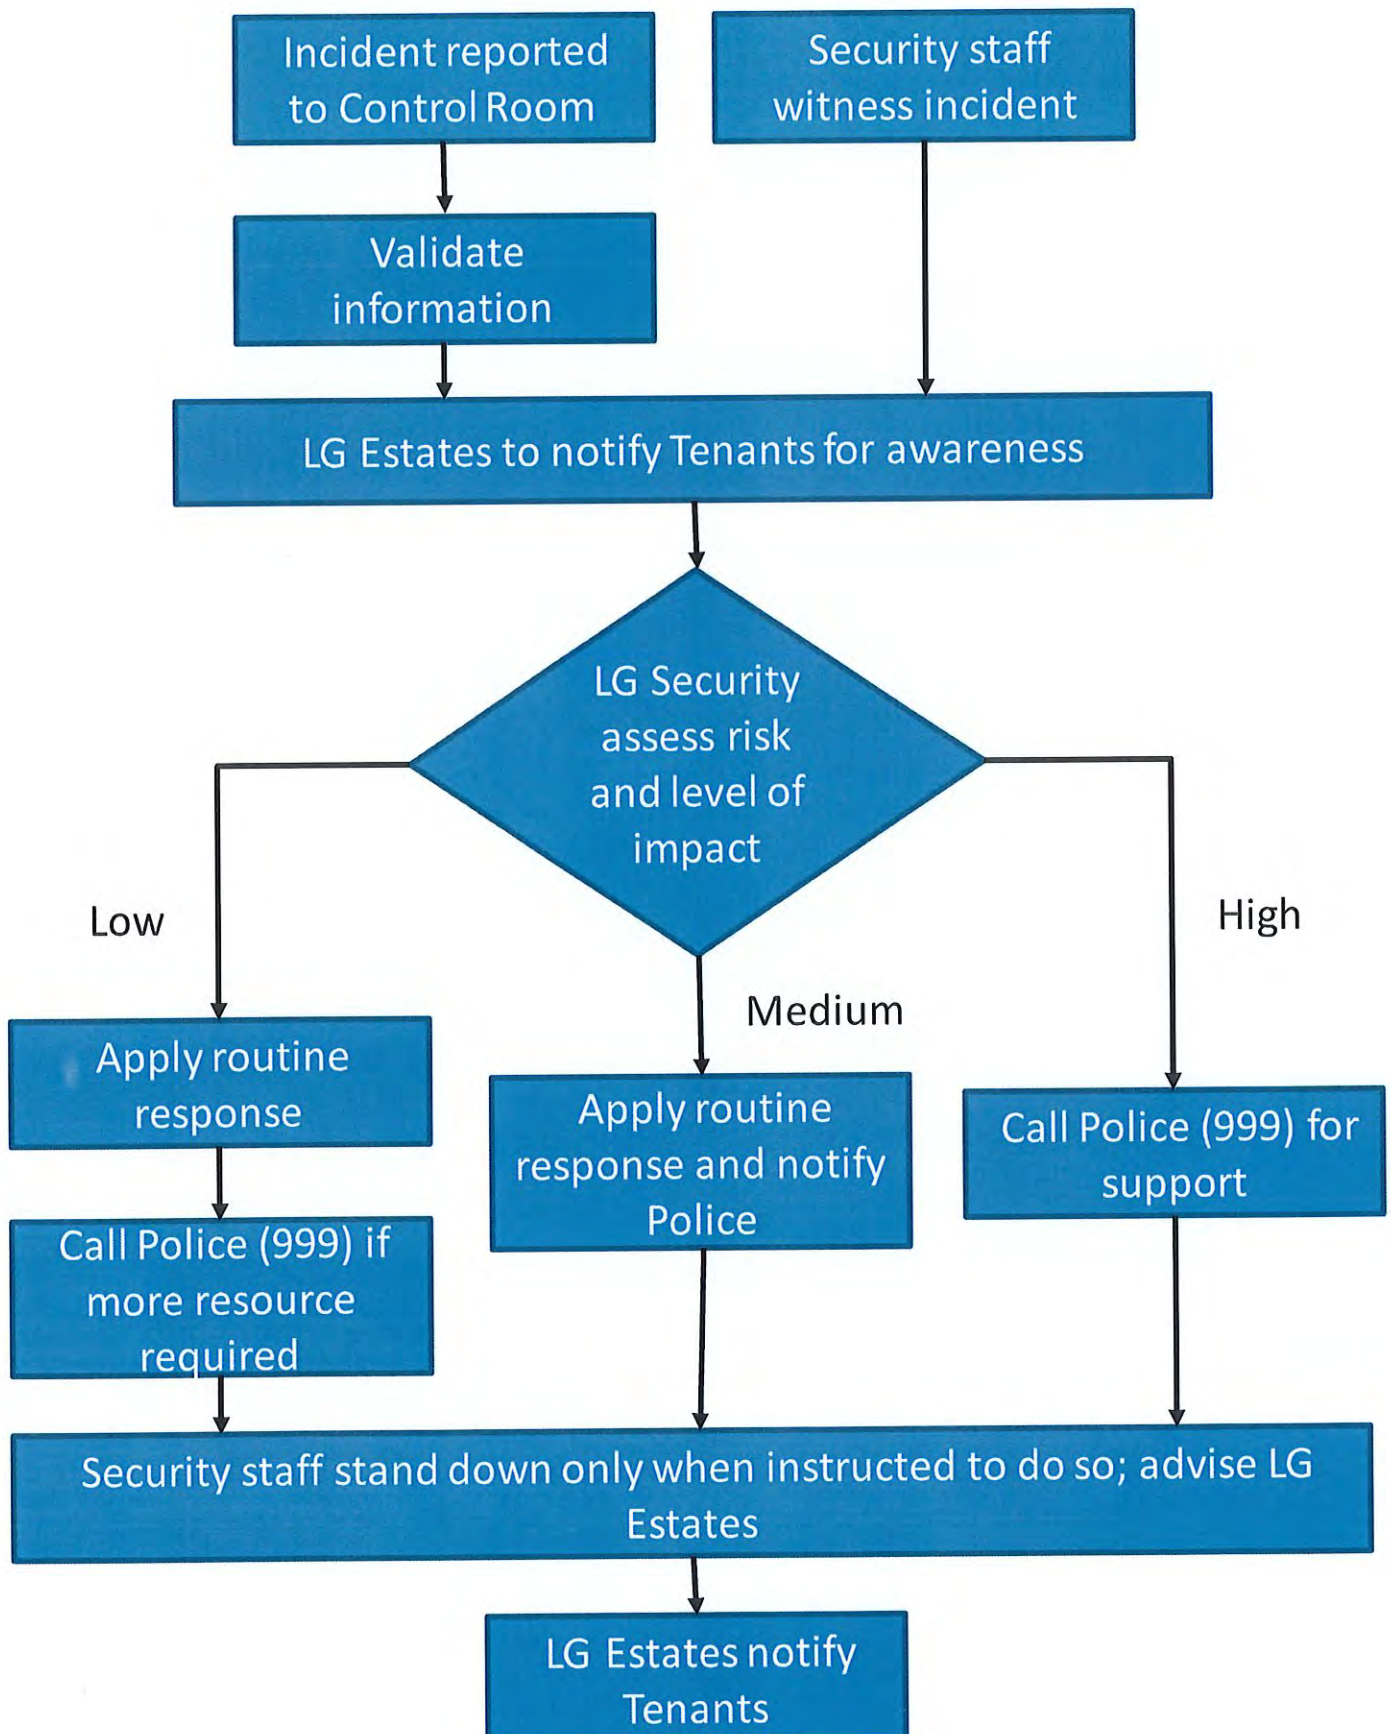 Incident reported
to Control Room
Security staff
witness incident
Validate
information
LG Estates to notify Tenants for awareness
LG Security
assess risk
and level of
impact
Low
High
Medium
Apply routine
response
Apply routine
response and notify
Police
Call Police (999) for
support
Call Police (999) if
more resource
required
Security staff stand down only when instructed to do so; advise LG
Estates
LG Estates notify
Tenants